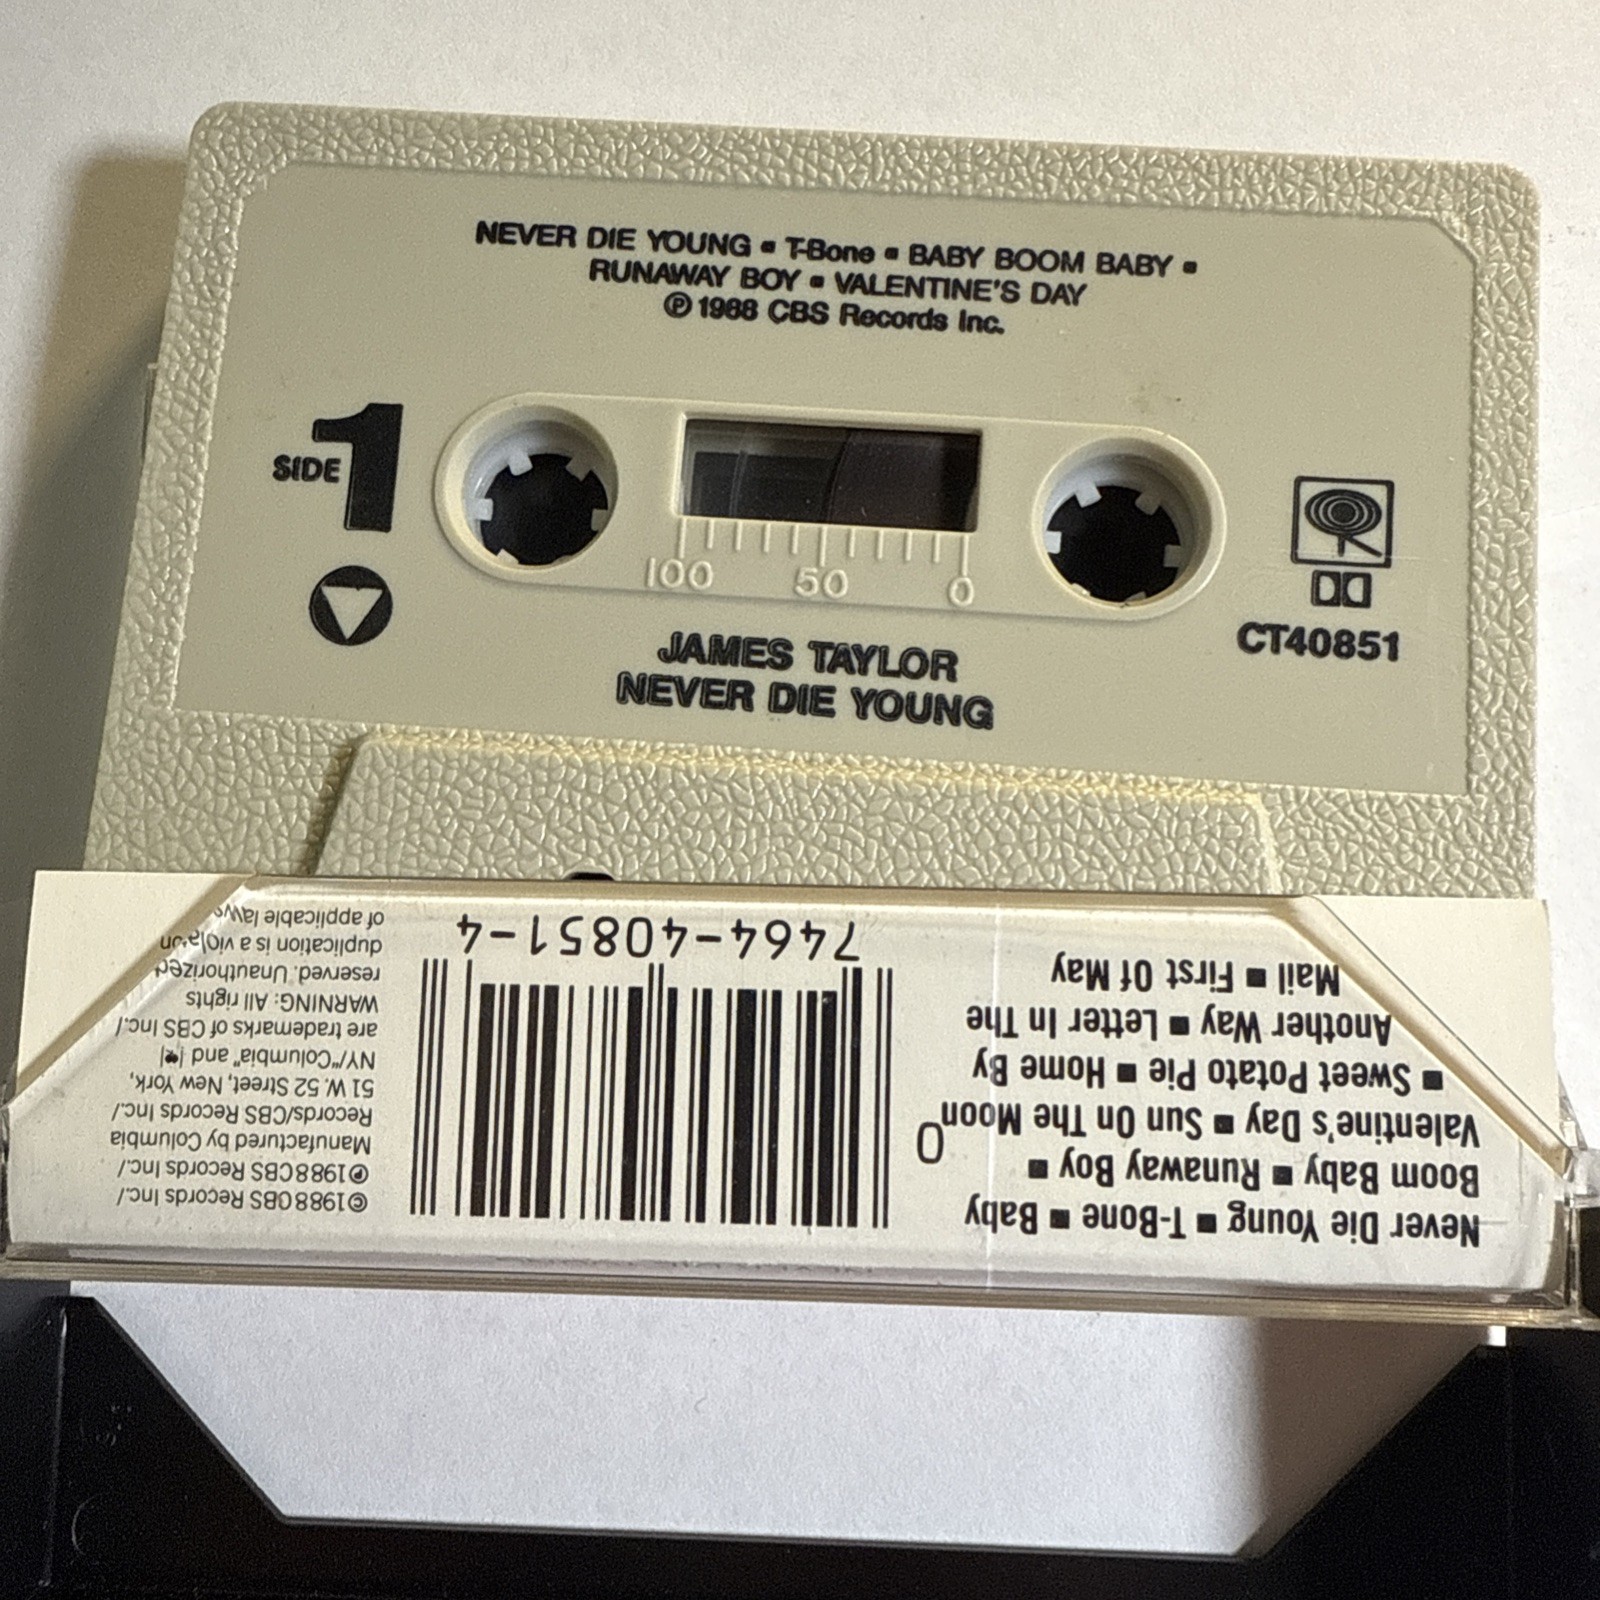 NEVER DIE YOUNG ▪ T-Bone ▪ BABY BOOM BABY ▪
RUNAWAY BOY ▪ VALENTINE'S DAY
℗ 1988 CBS Records Inc.
SIDE 1
100 50 0
CT40851
JAMES TAYLOR
NEVER DIE YOUNG
Never Die Young ■ T-Bone ■ Baby
Boom Baby ■ Runaway Boy ■
Valentine's Day ■ Sun On The Moon
■ Sweet Potato Pie ■ Home By
Another Way ■ Letter In The
Mail ■ First Of May
0
7464-40851-4
©1988 CBS Records Inc./
℗1988 CBS Records Inc./
Manufactured by Columbia
Records/CBS Records Inc./
51 W. 52 Street, New York,
NY/"Columbia" and
are trademarks of CBS Inc./
WARNING: All rights
reserved. Unauthorized
duplication is a violation
of applicable laws